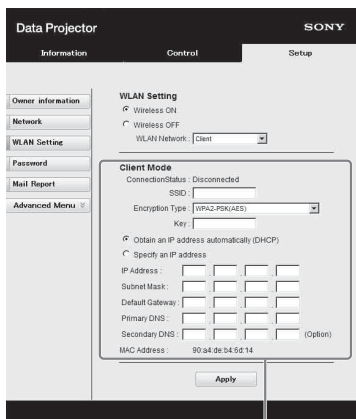 Data Projector
SONY
Information Control Setup
Owner information
Network
WLAN Setting
Password
Mail Report
Advanced Menu
WLAN Setting
Wireless ON
Wireless OFF
WLAN Network : Client
Client Mode
ConnectionStatus : Disconnected
SSID :
Encryption Type : WPA2-PSK(AES)
Key :
Obtain an IP address automatically (DHCP)
Specify an IP address
IP Address :
Subnet Mask :
Default Gateway :
Primary DNS :
Secondary DNS : (Option)
MAC Address : 90:a4:de:b4:6d:14
Apply